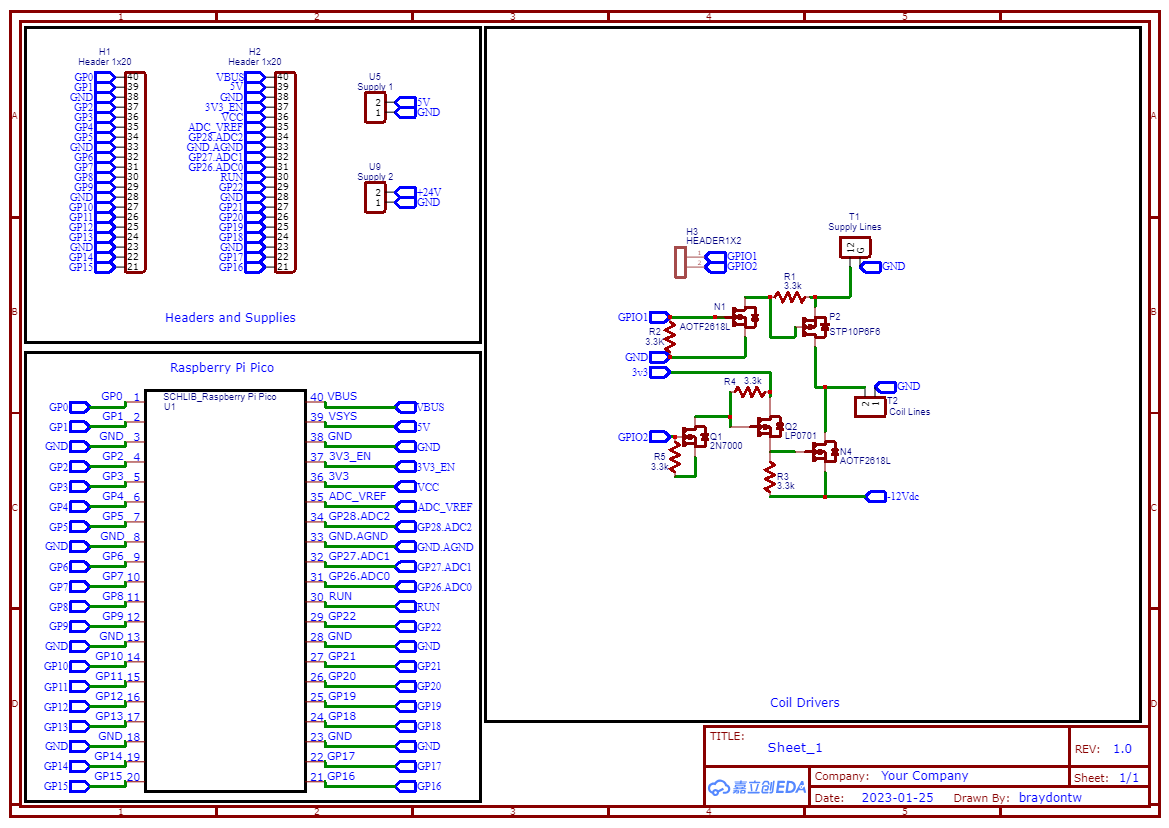 1 2 3 4 5
A
B
C
D
H1
Header 1x20
GP0 40
GP1 39
GND 38
GP2 37
GP3 36
GP4 35
GP5 34
GND 33
GP6 32
GP7 31
GP8 30
GP9 29
GND 28
GP10 27
GP11 26
GP12 25
GP13 24
GND 23
GP14 22
GP15 21
H2
Header 1x20
VBUS 40
5V 39
GND 38
3V3_EN 37
VCC 36
ADC_VREF 35
GP28.ADC2 34
GND.AGND 33
GP27.ADC1 32
GP26.ADC0 31
RUN 30
GP22 29
GND 28
GP21 27
GP20 26
GP19 25
GP18 24
GND 23
GP17 22
GP16 21
U5
Supply 1
2 5V
1 GND
U9
Supply 2
2 +24V
1 GND
Headers and Supplies
Raspberry Pi Pico
SCHLIB_Raspberry Pi Pico
U1
GP0 GP0 1
GP1 GP1 2
GND GND 3
GP2 GP2 4
GP3 GP3 5
GP4 GP4 6
GP5 GP5 7
GND GND 8
GP6 GP6 9
GP7 GP7 10
GP8 GP8 11
GP9 GP9 12
GND GND 13
GP10 GP10 14
GP11 GP11 15
GP12 GP12 16
GP13 GP13 17
GND GND 18
GP14 GP14 19
GP15 GP15 20
40 VBUS VBUS
39 VSYS 5V
38 GND GND
37 3V3_EN 3V3_EN
36 3V3 VCC
35 ADC_VREF ADC_VREF
34 GP28.ADC2 GP28.ADC2
33 GND.AGND GND.AGND
32 GP27.ADC1 GP27.ADC1
31 GP26.ADC0 GP26.ADC0
30 RUN RUN
29 GP22 GP22
28 GND GND
27 GP21 GP21
26 GP20 GP20
25 GP19 GP19
24 GP18 GP18
23 GND GND
22 GP17 GP17
21 GP16 GP16
T1
Supply Lines
12 G
GND
H3
HEADER1X2
1 GPIO1
2 GPIO2
R1
3.3k
N1
AOTF2618L
GPIO1
R2
3.3K
GND
P2
STP10P6F6
3v3
R4 3.3k
GND
2 1
T2
Coil Lines
Q2
LP0701
GPIO2
Q1
2N7000
R5
3.3k
N4
AOTF2618L
R3
3.3k
-12Vdc
Coil Drivers
TITLE:
Sheet_1
REV: 1.0
嘉立创EDA
Company: Your Company
Sheet: 1/1
Date: 2023-01-25 Drawn By: braydontw
A
B
C
D
1 2 3 4 5